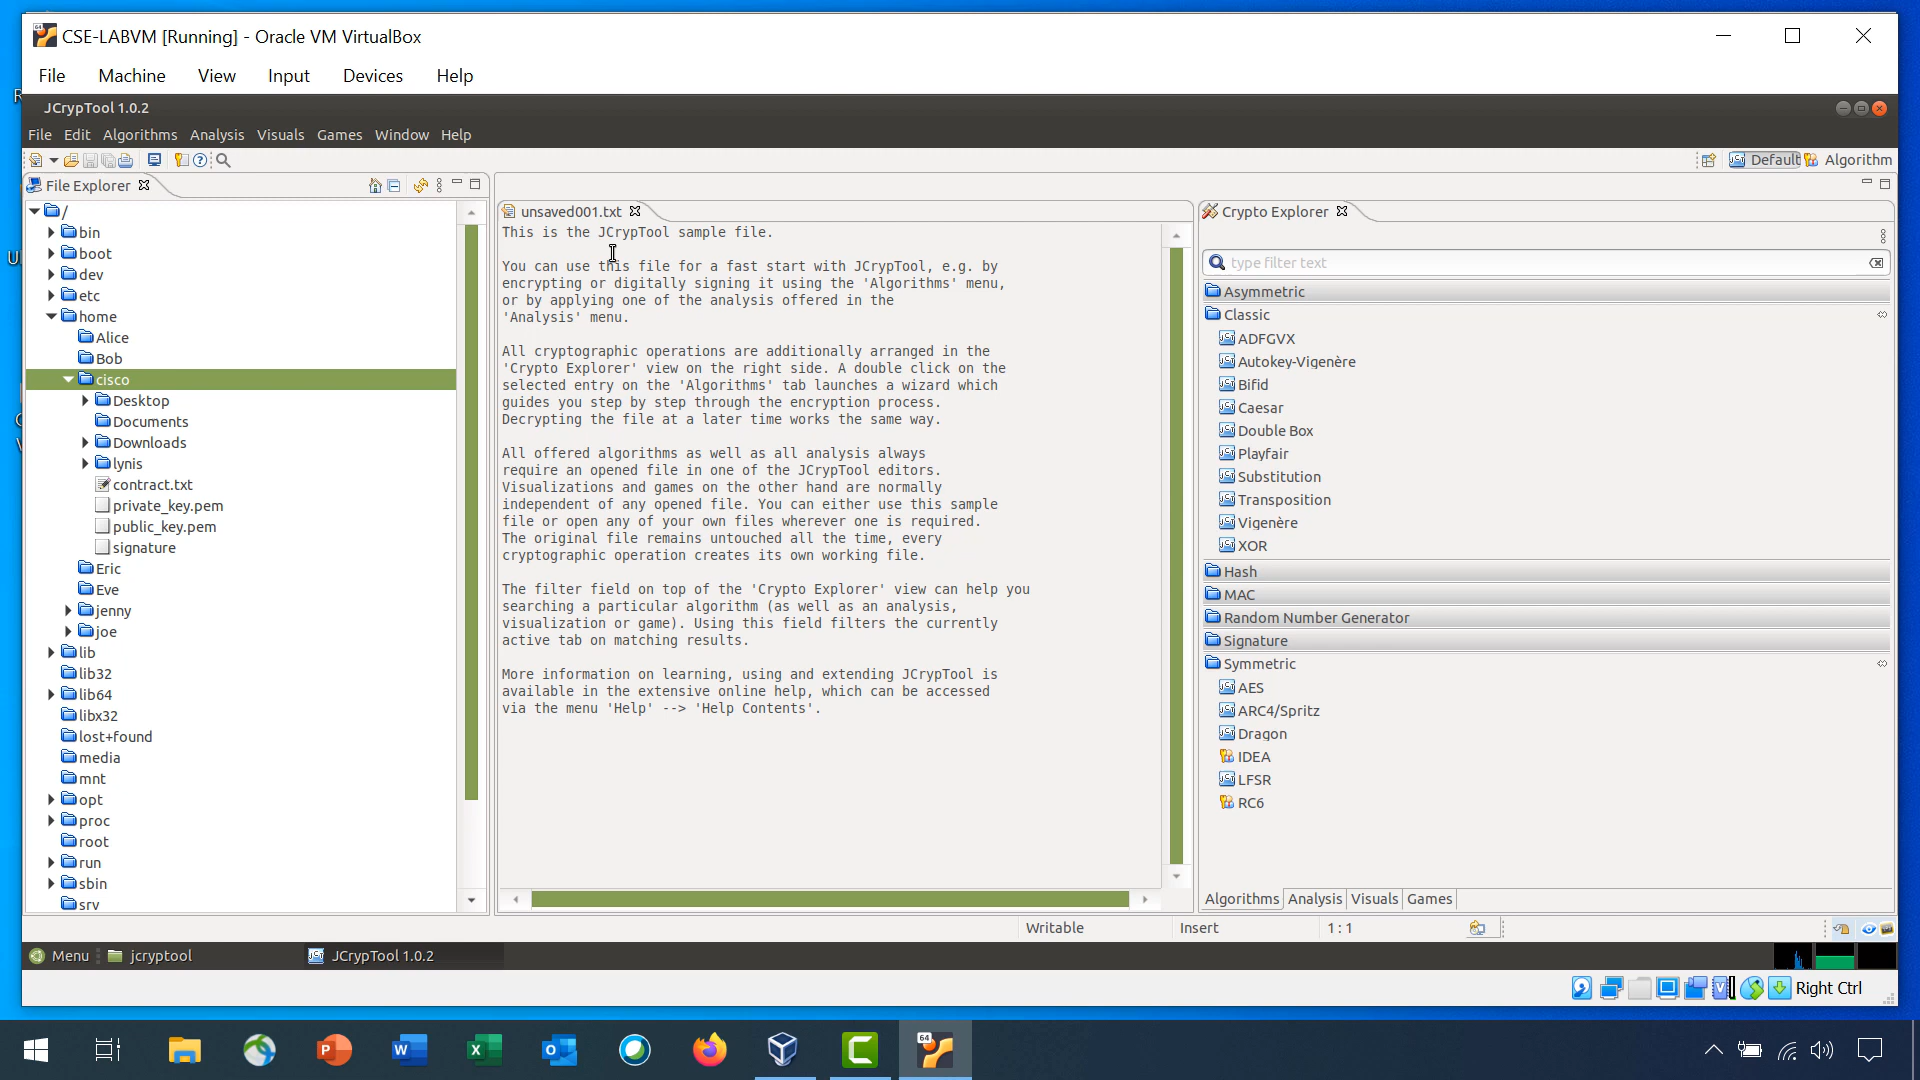 CSE-LABVM [Running] - Oracle VM VirtualBox
File Machine View Input Devices Help
JCrypTool 1.0.2
File Edit Algorithms Analysis Visuals Games Window Help
Default Algorithm
File Explorer
/
bin
boot
dev
etc
home
Alice
Bob
cisco
Desktop
Documents
Downloads
lynis
contract.txt
private_key.pem
public_key.pem
signature
Eric
Eve
jenny
joe
lib
lib32
lib64
libx32
lost+found
media
mnt
opt
proc
root
run
sbin
srv
unsaved001.txt
This is the JCrypTool sample file.
You can use this file for a fast start with JCrypTool, e.g. by
encrypting or digitally signing it using the 'Algorithms' menu,
or by applying one of the analysis offered in the
'Analysis' menu.
All cryptographic operations are additionally arranged in the
'Crypto Explorer' view on the right side. A double click on the
selected entry on the 'Algorithms' tab launches a wizard which
guides you step by step through the encryption process.
Decrypting the file at a later time works the same way.
All offered algorithms as well as all analysis always
require an opened file in one of the JCrypTool editors.
Visualizations and games on the other hand are normally
independent of any opened file. You can either use this sample
file or open any of your own files wherever one is required.
The original file remains untouched all the time, every
cryptographic operation creates its own working file.
The filter field on top of the 'Crypto Explorer' view can help you
searching a particular algorithm (as well as an analysis,
visualization or game). Using this field filters the currently
active tab on matching results.
More information on learning, using and extending JCrypTool is
available in the extensive online help, which can be accessed
via the menu 'Help' --> 'Help Contents'.
Crypto Explorer
type filter text
Asymmetric
Classic
ADFGVX
Autokey-Vigenère
Bifid
Caesar
Double Box
Playfair
Substitution
Transposition
Vigenère
XOR
Hash
MAC
Random Number Generator
Signature
Symmetric
AES
ARC4/Spritz
Dragon
IDEA
LFSR
RC6
Algorithms Analysis Visuals Games
Writable Insert 1 : 1
Menu jcryptool JCrypTool 1.0.2
Right Ctrl